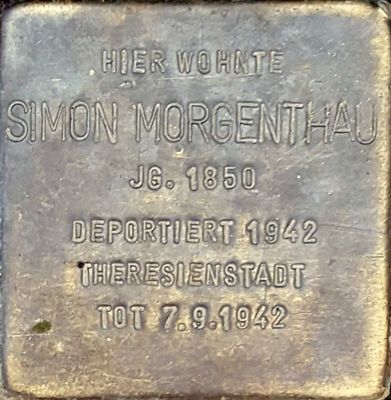 HIER WOHNTE
SIMON MORGENTHAU
JG. 1850
DEPORTIERT 1942
THERESIENSTADT
TOT 7.9.1942